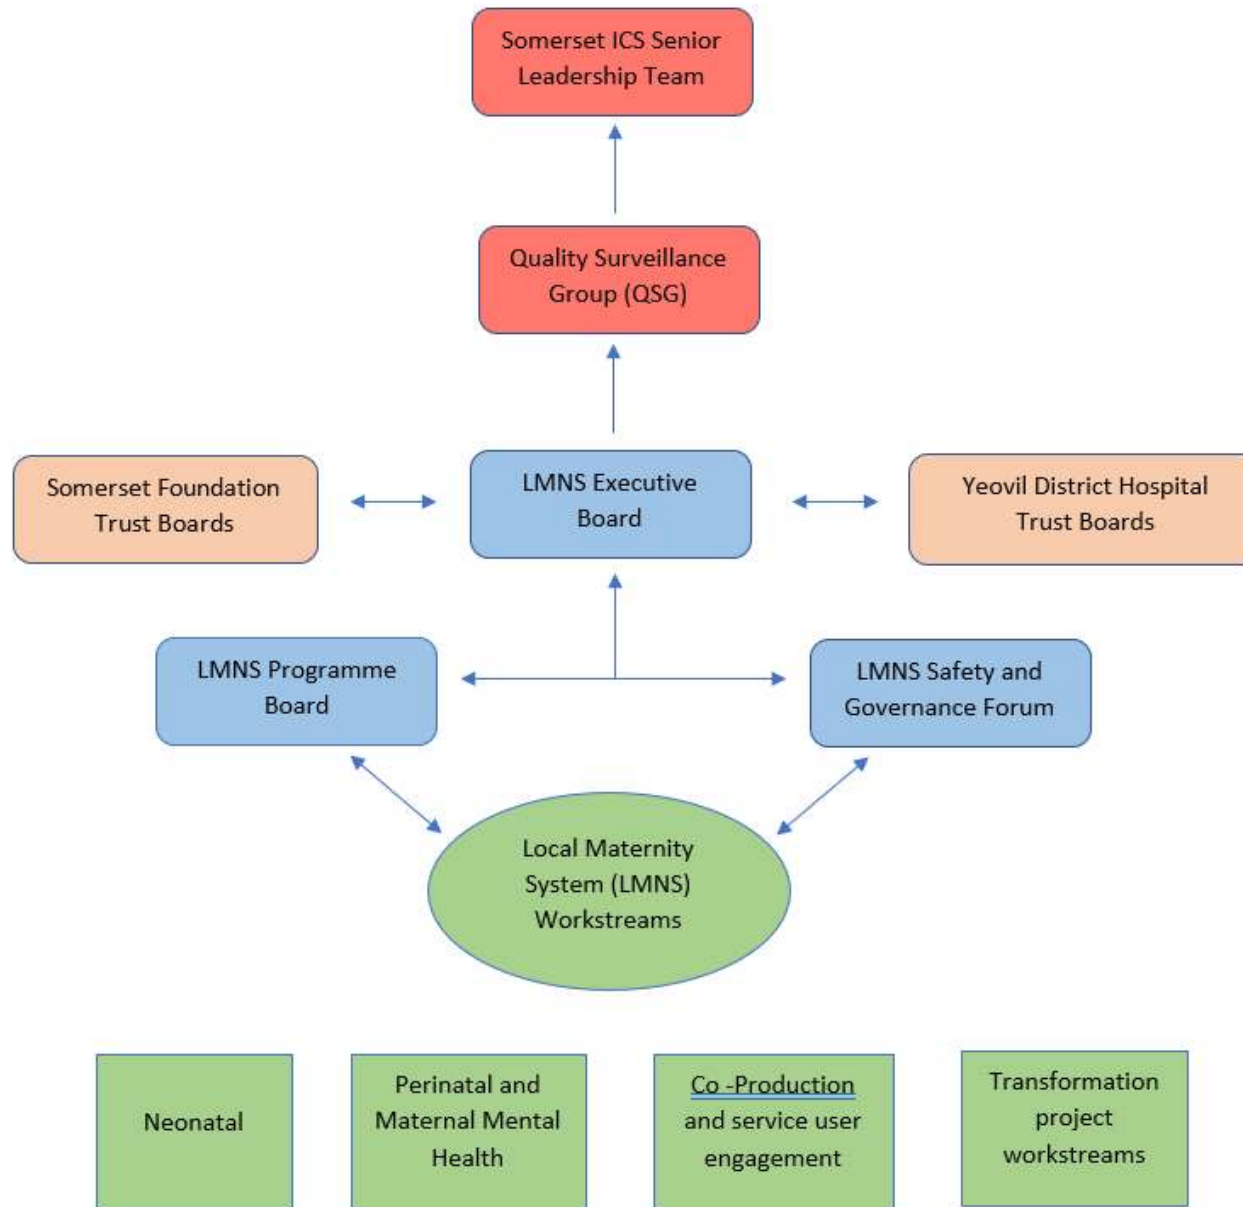 Somerset ICS Senior
Leadership Team
Quality Surveillance
Group (QSG)
Somerset Foundation
Trust Boards
LMNS Executive
Board
Yeovil District Hospital
Trust Boards
LMNS Programme
Board
LMNS Safety and
Governance Forum
Local Maternity
System (LMNS)
Workstreams
Neonatal
Perinatal and
Maternal Mental
Health
Co -Production
and service user
engagement
Transformation
project
workstreams